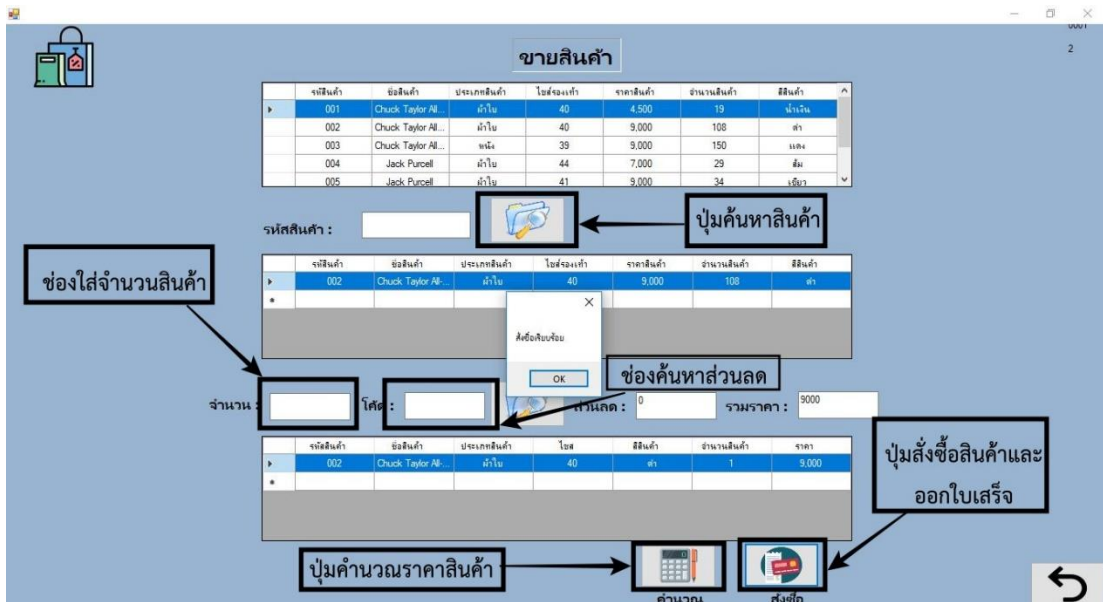 0001
2
ขายสินค้า
รหัสินค้า ชื่อสินค้า ประเภทสินค้า ไซส์รองเท้า ราคาสินค้า จำนวนสินค้า สีสินค้า
001 Chuck Taylor All... ผ้าใบ 40 4,500 19 น้ำเงิน
002 Chuck Taylor All... ผ้าใบ 40 9,000 108 ดำ
003 Chuck Taylor All... หนัง 39 9,000 150 แดง
004 Jack Purcell ผ้าใบ 44 7,000 29 ส้ม
005 Jack Purcell ผ้าใบ 41 9,000 34 เขียว
รหัสสินค้า :
ปุ่มค้นหาสินค้า
รหัสินค้า ชื่อสินค้า ประเภทสินค้า ไซส์รองเท้า ราคาสินค้า จำนวนสินค้า สีสินค้า
002 Chuck Taylor All-... ผ้าใบ 40 9,000 108 ดำ
ช่องใส่จำนวนสินค้า
สั่งซื้อเรียบร้อย
OK
ช่องค้นหาส่วนลด
จำนวน : โค้ด : ส่วนลด : 0 รวมราคา : 9000
รหัสสินค้า ชื่อสินค้า ประเภทสินค้า ไซส สีสินค้า จำนวนสินค้า ราคา
002 Chuck Taylor All-... ผ้าใบ 40 ดำ 1 9,000
ปุ่มสั่งซื้อสินค้าและ
ออกใบเสร็จ
ปุ่มคำนวณราคาสินค้า
คำนวณ สั่งซื้อ